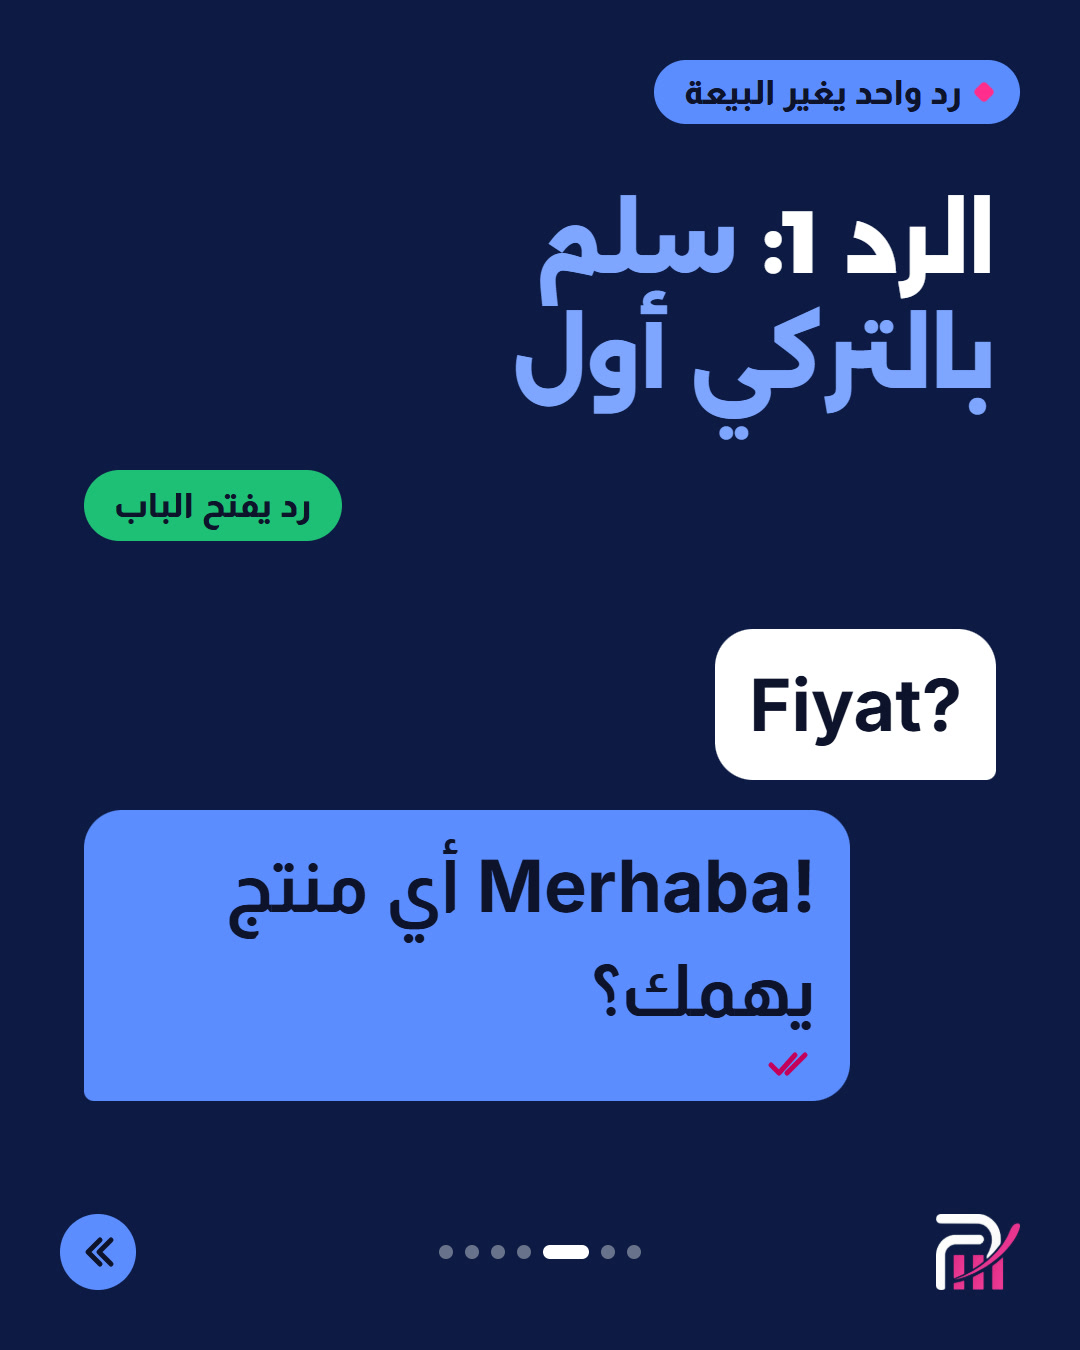 رد واحد يغير البيعة
الرد 1: سلم
بالتركي أول
رد يفتح الباب
Fiyat?
Merhaba! أي منتج
يهمك؟